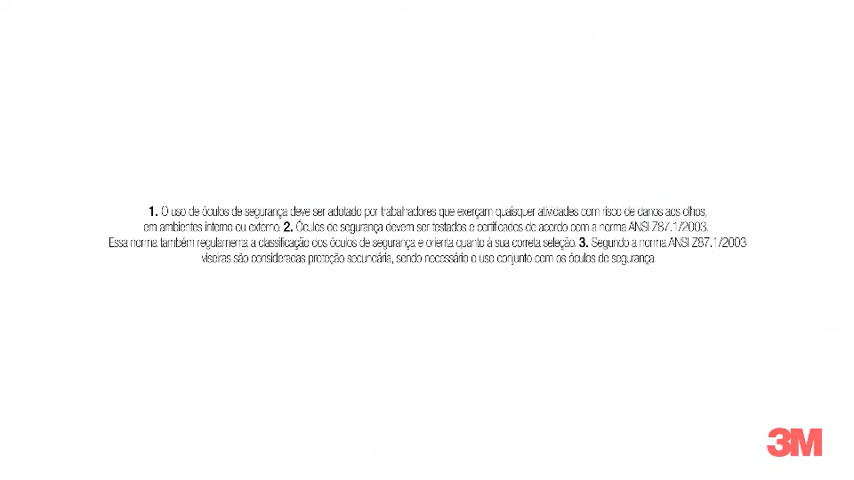 1. O uso de óculos de segurança deve ser adotado por trabalhadores que exerçam quaisquer atividades com risco de danos aos olhos,
em ambientes interno ou externo. 2. Óculos de segurança devem ser testados e certificados de acordo com a norma ANSI Z87.1/2003.
Essa norma também regulamenta a classificação dos óculos de segurança e orienta quanto à sua correta seleção. 3. Segundo a norma ANSI Z87.1/2003
viseiras são consideradas proteção secundária, sendo necessário o uso conjunto com os óculos de segurança.
3M